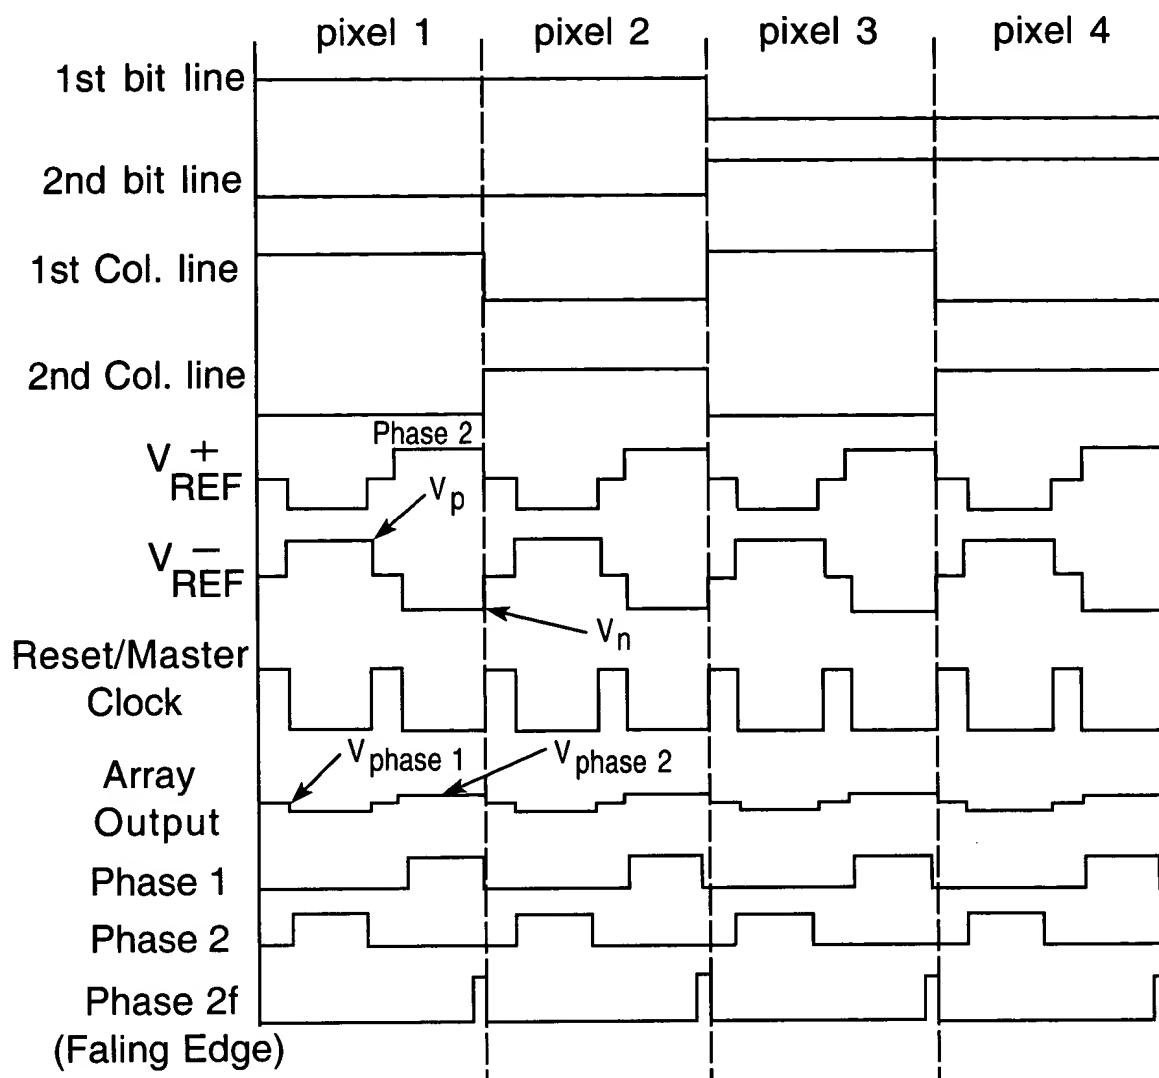 pixel 1 pixel 2 pixel 3 pixel 4
1st bit line
2nd bit line
1st Col. line
2nd Col. line
Phase 2
V + REF
Vp
V − REF
Vn
Reset/Master
Clock
V phase 1 V phase 2
Array
Output
Phase 1
Phase 2
Phase 2f
(Faling Edge)